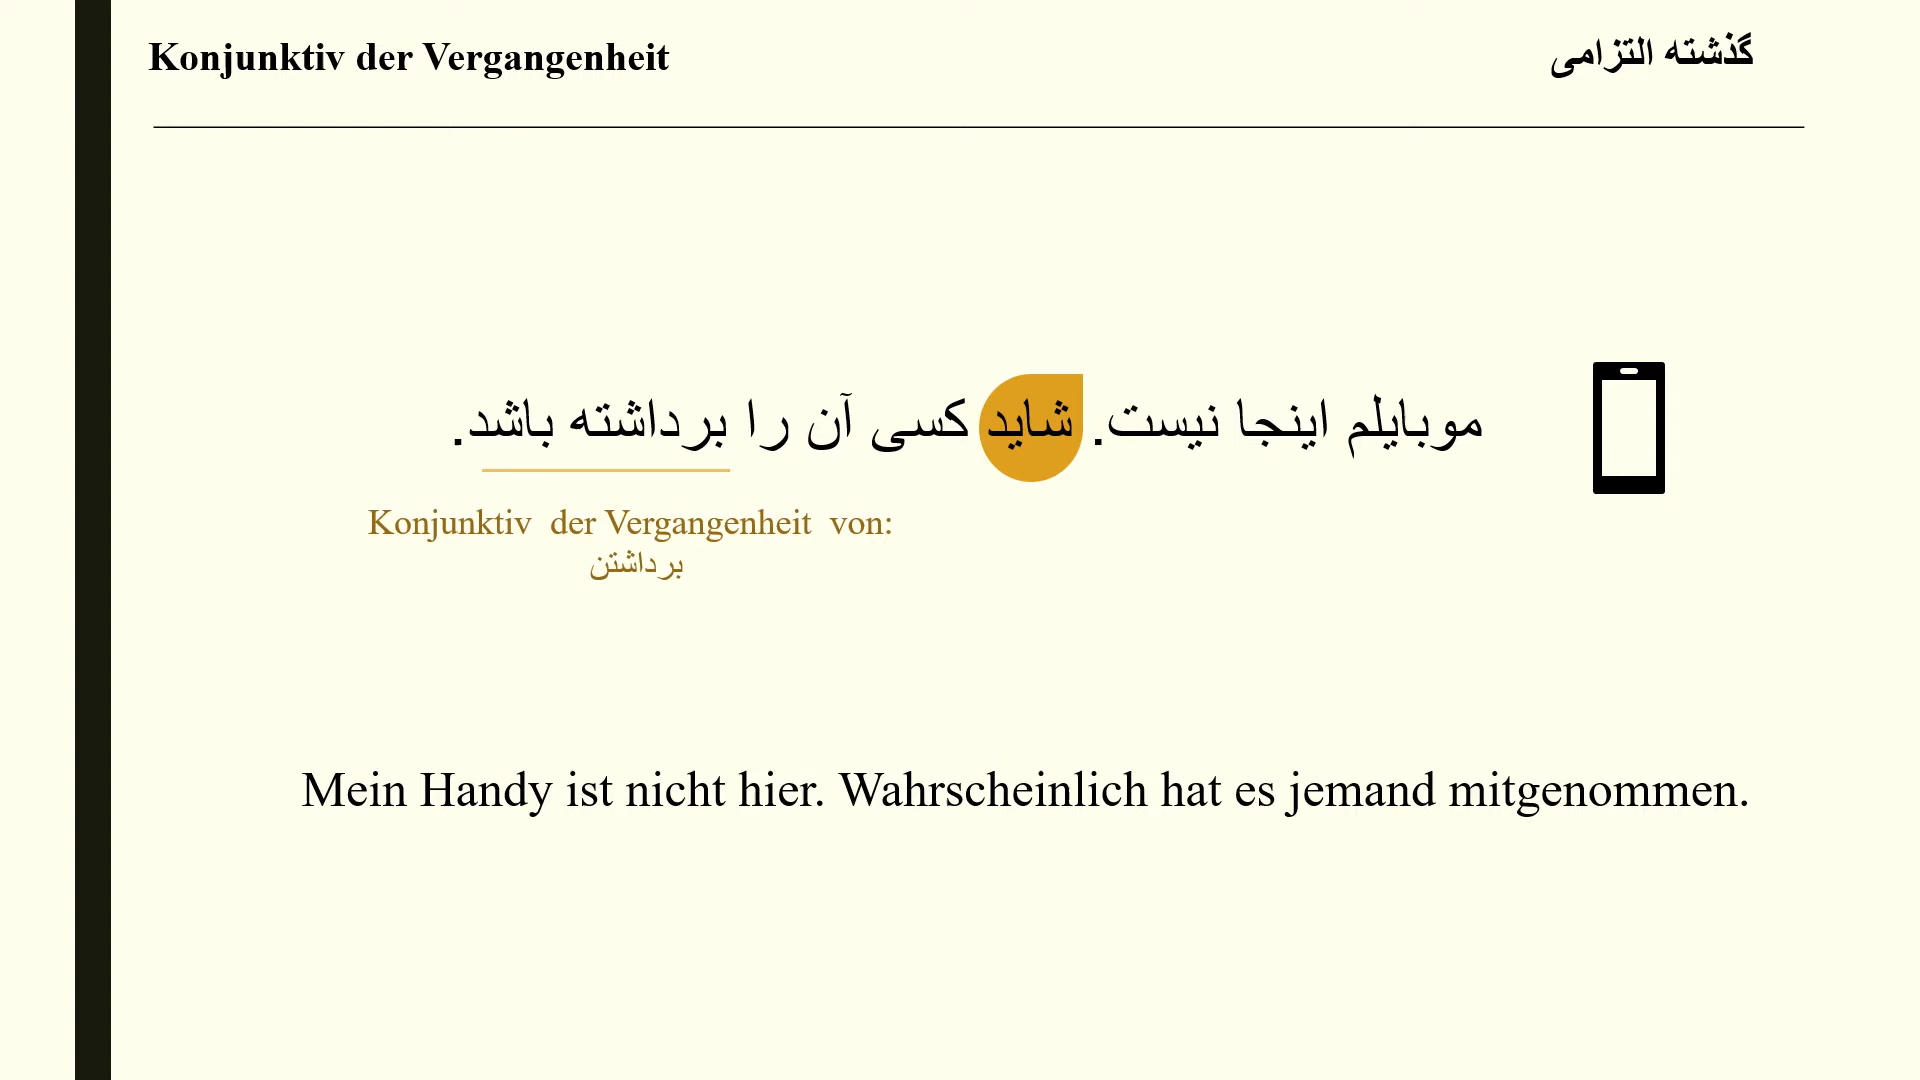 Konjunktiv der Vergangenheit
گذشته التزامی
موبایلم اینجا نیست. شاید کسی آن را برداشته باشد.
Konjunktiv der Vergangenheit von:
برداشتن
Mein Handy ist nicht hier. Wahrscheinlich hat es jemand mitgenommen.